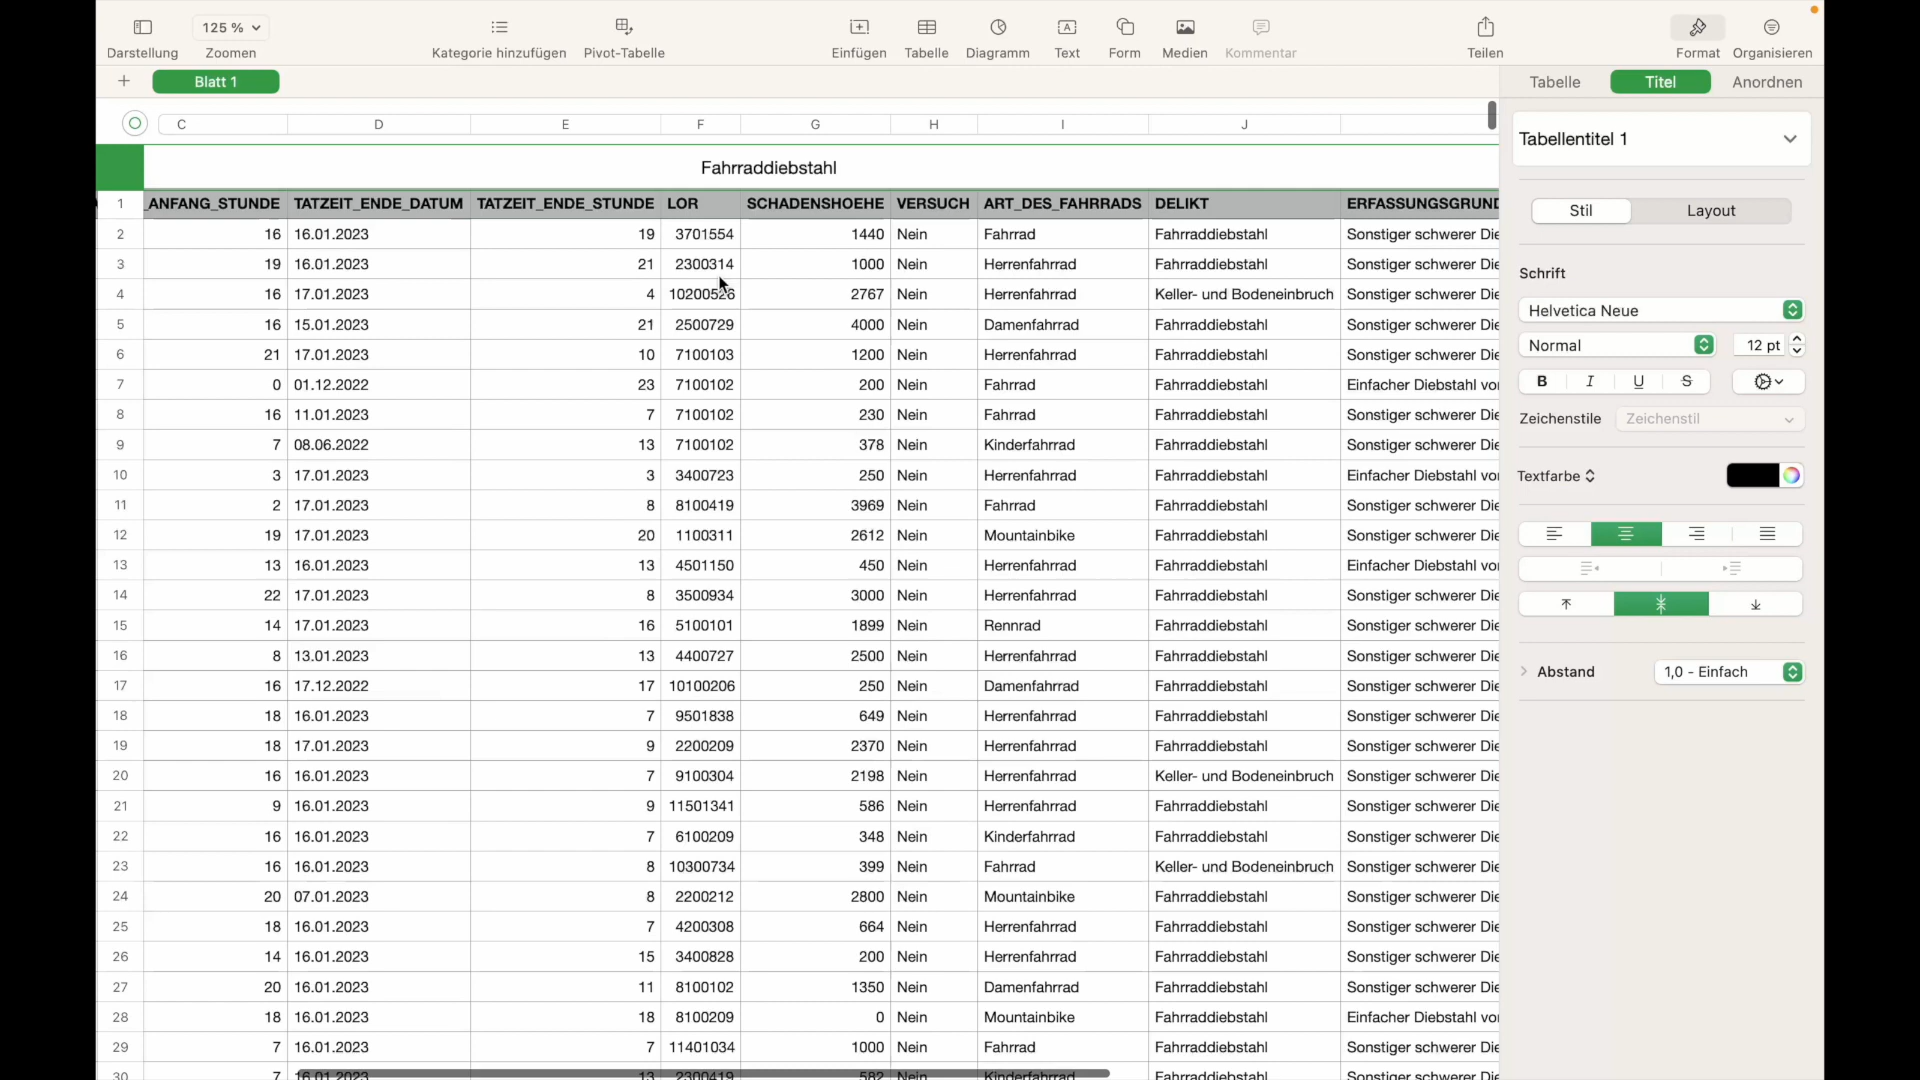 125 %
Darstellung Zoomen Kategorie hinzufügen Pivot-Tabelle Einfügen Tabelle Diagramm Text Form Medien Kommentar Teilen Format Organisieren
Blatt 1 Tabelle Titel Anordnen
C D E F G H I J
Tabellentitel 1
Fahrraddiebstahl
1 _ANFANG_STUNDE TATZEIT_ENDE_DATUM TATZEIT_ENDE_STUNDE LOR SCHADENSHOEHE VERSUCH ART_DES_FAHRRADS DELIKT ERFASSUNGSGRUND
2 16 16.01.2023 19 3701554 1440 Nein Fahrrad Fahrraddiebstahl Sonstiger schwerer Die
3 19 16.01.2023 21 2300314 1000 Nein Herrenfahrrad Fahrraddiebstahl Sonstiger schwerer Die
4 16 17.01.2023 4 10200526 2767 Nein Herrenfahrrad Keller- und Bodeneinbruch Sonstiger schwerer Die
5 16 15.01.2023 21 2500729 4000 Nein Damenfahrrad Fahrraddiebstahl Sonstiger schwerer Die
6 21 17.01.2023 10 7100103 1200 Nein Herrenfahrrad Fahrraddiebstahl Sonstiger schwerer Die
7 0 01.12.2022 23 7100102 200 Nein Fahrrad Fahrraddiebstahl Einfacher Diebstahl vo
8 16 11.01.2023 7 7100102 230 Nein Fahrrad Fahrraddiebstahl Sonstiger schwerer Die
9 7 08.06.2022 13 7100102 378 Nein Kinderfahrrad Fahrraddiebstahl Sonstiger schwerer Die
10 3 17.01.2023 3 3400723 250 Nein Herrenfahrrad Fahrraddiebstahl Einfacher Diebstahl vo
11 2 17.01.2023 8 8100419 3969 Nein Fahrrad Fahrraddiebstahl Sonstiger schwerer Die
12 19 17.01.2023 20 1100311 2612 Nein Mountainbike Fahrraddiebstahl Sonstiger schwerer Die
13 13 16.01.2023 13 4501150 450 Nein Herrenfahrrad Fahrraddiebstahl Einfacher Diebstahl vo
14 22 17.01.2023 8 3500934 3000 Nein Herrenfahrrad Fahrraddiebstahl Sonstiger schwerer Die
15 14 17.01.2023 16 5100101 1899 Nein Rennrad Fahrraddiebstahl Sonstiger schwerer Die
16 8 13.01.2023 13 4400727 2500 Nein Herrenfahrrad Fahrraddiebstahl Sonstiger schwerer Die
17 16 17.12.2022 17 10100206 250 Nein Damenfahrrad Fahrraddiebstahl Sonstiger schwerer Die
18 18 16.01.2023 7 9501838 649 Nein Herrenfahrrad Fahrraddiebstahl Sonstiger schwerer Die
19 18 17.01.2023 9 2200209 2370 Nein Herrenfahrrad Fahrraddiebstahl Sonstiger schwerer Die
20 16 16.01.2023 7 9100304 2198 Nein Herrenfahrrad Keller- und Bodeneinbruch Sonstiger schwerer Die
21 9 16.01.2023 9 11501341 586 Nein Herrenfahrrad Fahrraddiebstahl Sonstiger schwerer Die
22 16 16.01.2023 7 6100209 348 Nein Kinderfahrrad Fahrraddiebstahl Sonstiger schwerer Die
23 16 16.01.2023 8 10300734 399 Nein Fahrrad Keller- und Bodeneinbruch Sonstiger schwerer Die
24 20 07.01.2023 8 2200212 2800 Nein Mountainbike Fahrraddiebstahl Sonstiger schwerer Die
25 18 16.01.2023 7 4200308 664 Nein Herrenfahrrad Fahrraddiebstahl Sonstiger schwerer Die
26 14 16.01.2023 15 3400828 200 Nein Herrenfahrrad Fahrraddiebstahl Sonstiger schwerer Die
27 20 16.01.2023 11 8100102 1350 Nein Damenfahrrad Fahrraddiebstahl Sonstiger schwerer Die
28 18 16.01.2023 18 8100209 0 Nein Mountainbike Fahrraddiebstahl Einfacher Diebstahl vo
29 7 16.01.2023 7 11401034 1000 Nein Fahrrad Fahrraddiebstahl Sonstiger schwerer Die
30 7 16.01.2023 13 2300419 582 Nein Kinderfahrrad Fahrraddiebstahl Sonstiger schwerer Die
Stil Layout
Schrift
Helvetica Neue
Normal 12 pt
B I U S
Zeichenstile Zeichenstil
Textfarbe
Abstand 1,0 - Einfach